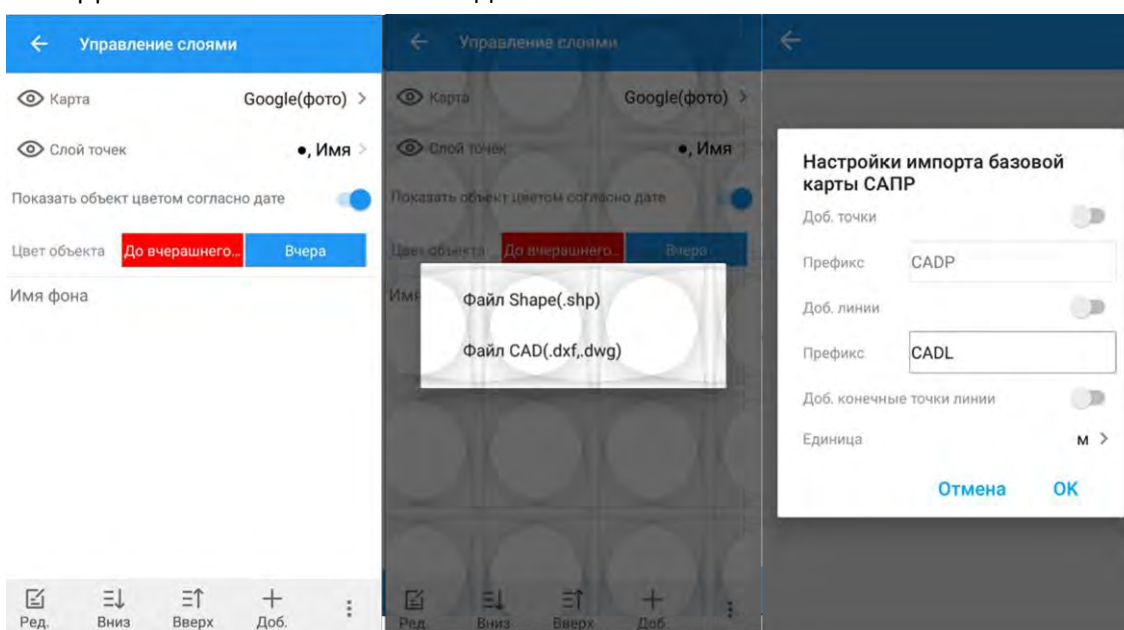 Управление слоями
Карта Google(фото) >
Слой точек •, Имя >
Показать объект цветом согласно дате
Цвет объекта До вчерашнего... Вчера
Имя фона
Ред. Вниз Вверх Доб.
Управление слоями
Карта Google(фото) >
Слой точек •, Имя
Показать объект цветом согласно дате
Цвет объекта До вчерашнего... Вчера
Файл Shape(.shp)
Файл CAD(.dxf,.dwg)
Ред. Вниз Вверх Доб.
Настройки импорта базовой
карты САПР
Доб. точки
Префикс CADP
Доб. линии
Префикс CADL
Доб. конечные точки линии
Единица м >
Отмена OK